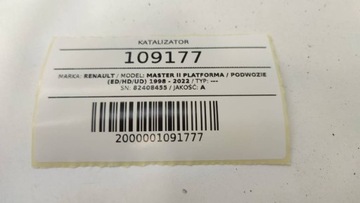 KATALIZATOR
109177
MARKA: RENAULT / MODEL: MASTER II PLATFORMA / PODWOZIE
(ED/HD/UD) 1998 - 2022 / TYP: ---
SN: 82408455 / JAKOŚĆ: A
2000001091777